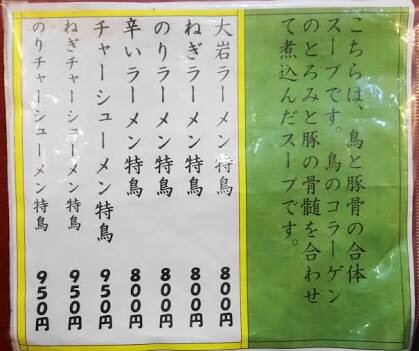 こちらは、鳥と豚骨の合体
スープです。鳥のコラーゲン
のとろみと豚の骨髄を合わせ
て煮込んだスープです。
大岩ラーメン特鳥 800円
ねぎラーメン特鳥 800円
のりラーメン特鳥 800円
辛いラーメン特鳥 800円
チャーシューメン特鳥 950円
ねぎチャーシューメン特鳥 950円
のりチャーシューメン特鳥 950円